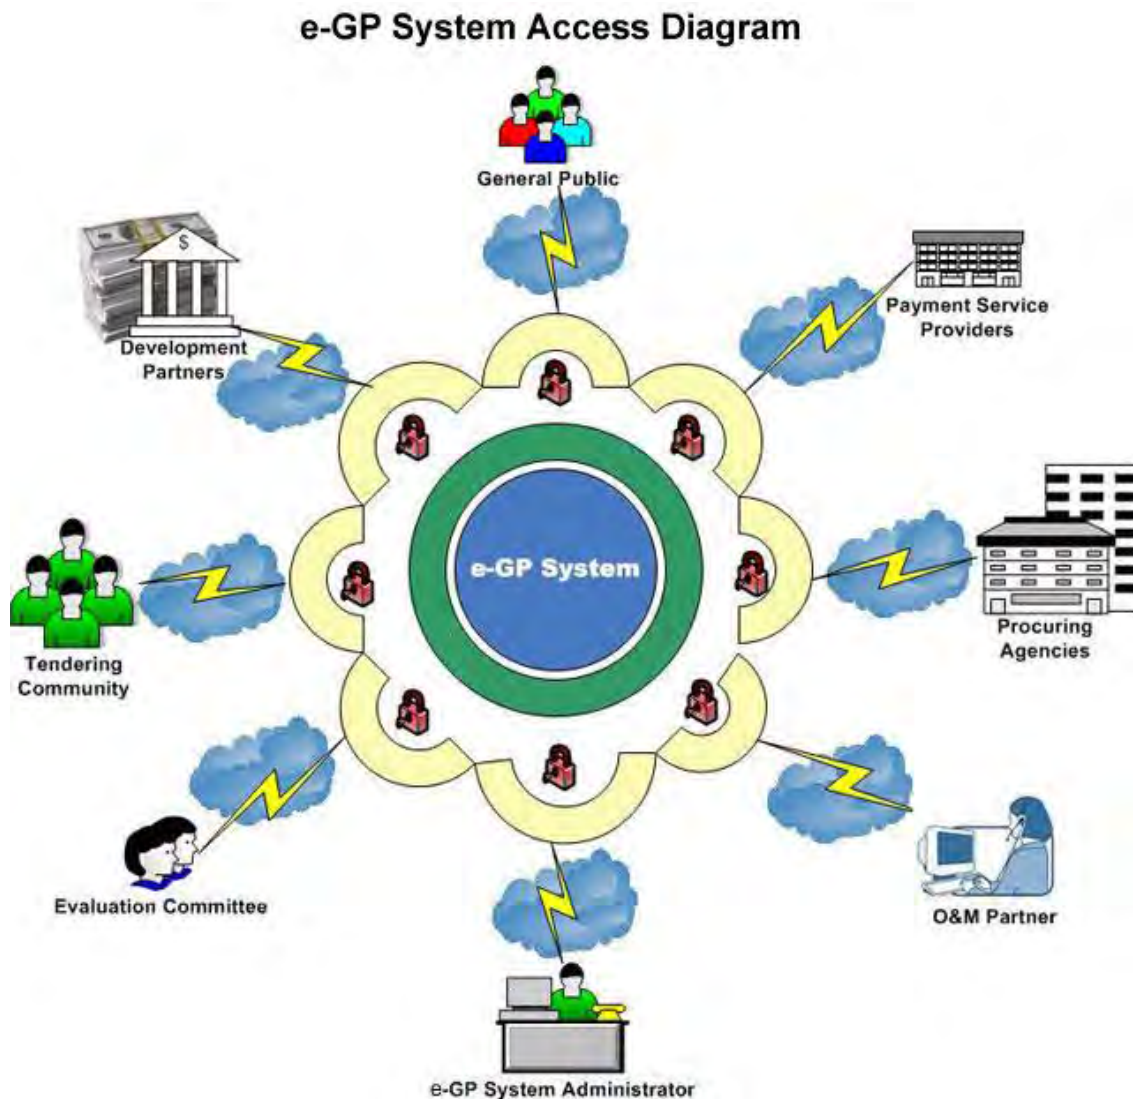 e-GP System Access Diagram
General Public
$
Development
Partners
Payment Service
Providers
e-GP System
Procuring
Agencies
Tendering
Community
Evaluation Committee
O&M Partner
e-GP System Administrator